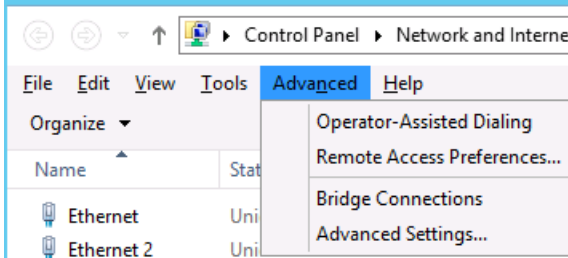 Control Panel Network and Interne
File Edit View Tools Advanced Help
Organize
Operator-Assisted Dialing
Remote Access Preferences...
Bridge Connections
Advanced Settings...
Name Stat
Ethernet Uni
Ethernet 2 Uni